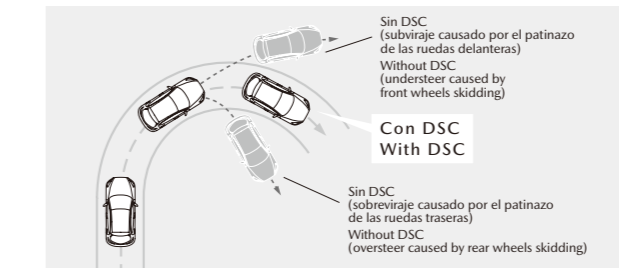 Sin DSC
(subviraje causado por el patinazo
de las ruedas delanteras)
Without DSC
(understeer caused by
front wheels skidding)
Con DSC
With DSC
Sin DSC
(sobreviraje causado por el patinazo
de las ruedas traseras)
Without DSC
(oversteer caused by rear wheels skidding)